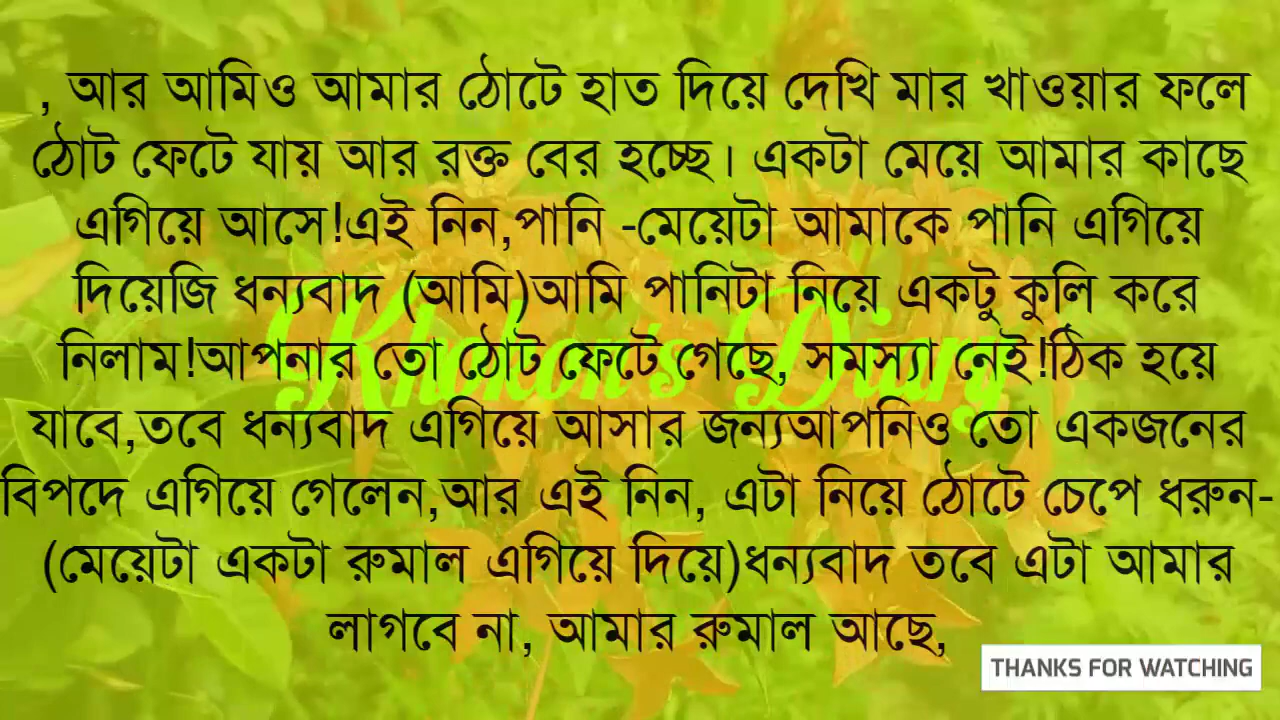 , আর আমিও আমার ঠোটে হাত দিয়ে দেখি মার খাওয়ার ফলে
ঠোট ফেটে যায় আর রক্ত বের হচ্ছে। একটা মেয়ে আমার কাছে
এগিয়ে আসে!এই নিন,পানি -মেয়েটা আমাকে পানি এগিয়ে
দিয়েজি ধন্যবাদ (আমি)আমি পানিটা নিয়ে একটু কুলি করে
নিলাম!আপনার তো ঠোট ফেটে গেছে, সমস্যা নেই!ঠিক হয়ে
যাবে,তবে ধন্যবাদ এগিয়ে আসার জন্যআপনিও তো একজনের
বিপদে এগিয়ে গেলেন,আর এই নিন, এটা নিয়ে ঠোটে চেপে ধরুন-
(মেয়েটা একটা রুমাল এগিয়ে দিয়ে)ধন্যবাদ তবে এটা আমার
লাগবে না, আমার রুমাল আছে,
Khokon's Diary
THANKS FOR WATCHING